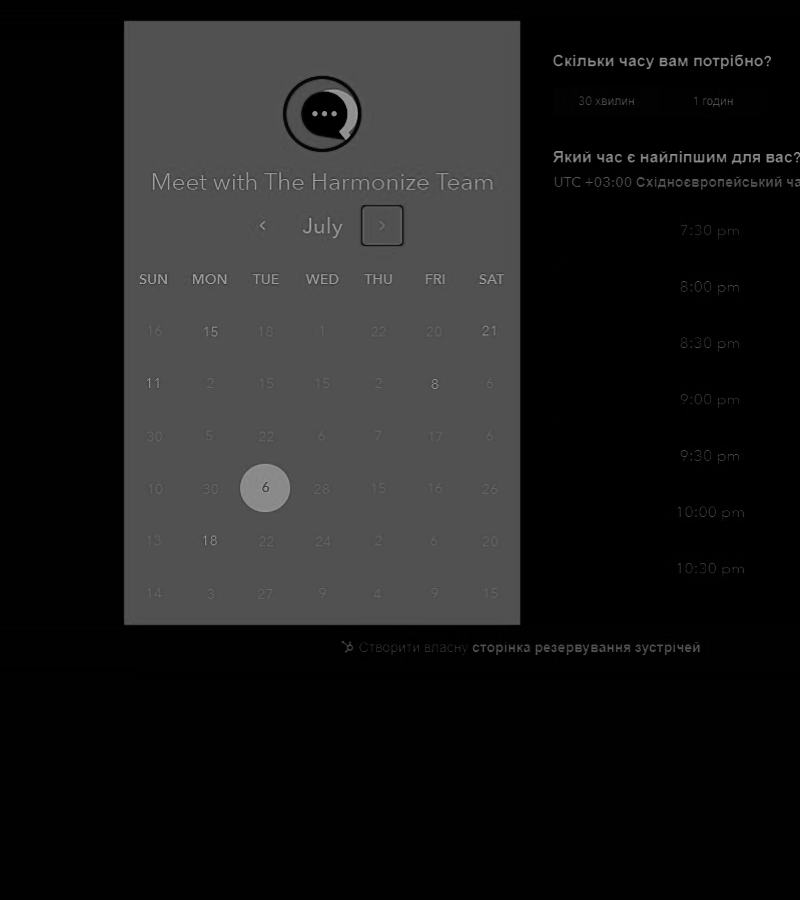 Meet with The Harmonize Team
July
SUN MON TUE WED THU FRI SAT
16 15 18 1 22 20 21
11 2 15 15 2 8 6
30 5 22 6 7 17 6
10 30 6 28 15 16 26
13 18 22 24 2 6 20
14 3 27 9 4 9 15
Скільки часу вам потрібно?
30 хвилин 1 годин
Який час є найліпшим для вас?
UTC +03:00 Східноєвропейський ча
7:30 pm
8:00 pm
8:30 pm
9:00 pm
9:30 pm
10:00 pm
10:30 pm
Створити власну сторінка резервування зустрічей